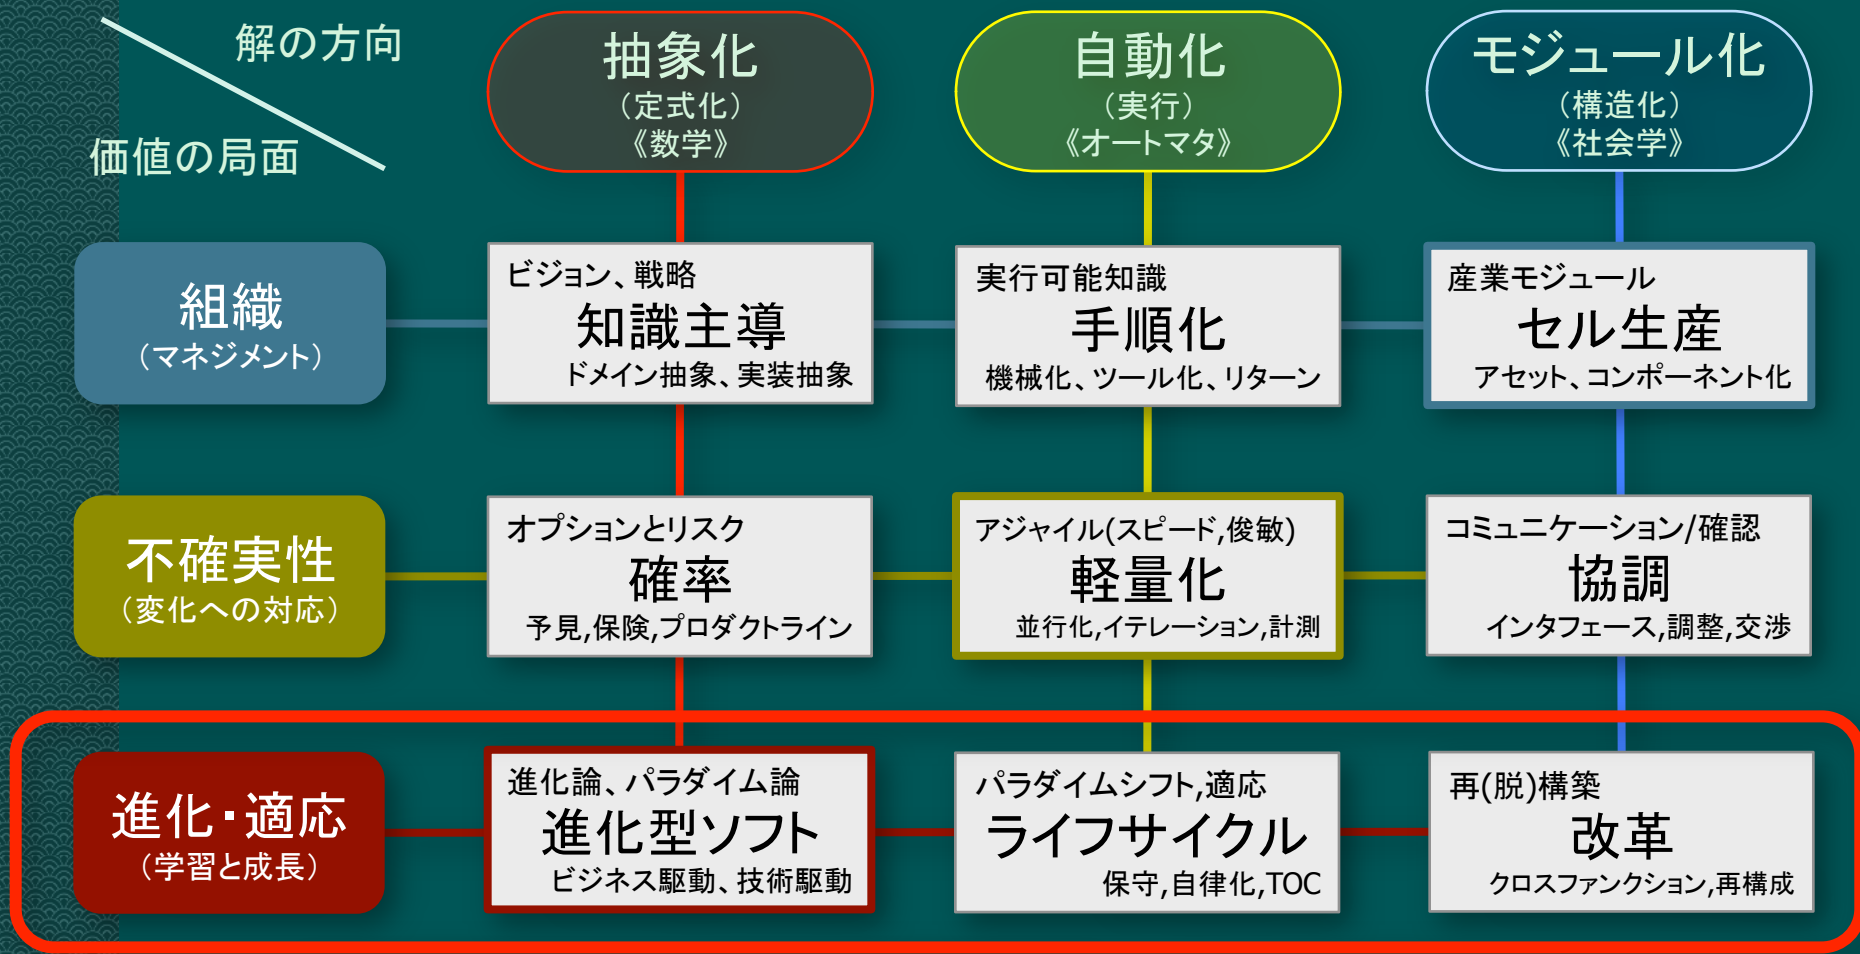 解の方向
価値の局面
抽象化
（定式化）
《数学》
自動化
（実行）
《オートマタ》
モジュール化
（構造化）
《社会学》
組織
（マネジメント）
ビジョン、戦略
知識主導
ドメイン抽象、実装抽象
実行可能知識
手順化
機械化、ツール化、リターン
産業モジュール
セル生産
アセット、コンポーネント化
不確実性
（変化への対応）
オプションとリスク
確率
予見,保険,プロダクトライン
アジャイル(スピード,俊敏)
軽量化
並行化,イテレーション,計測
コミュニケーション/確認
協調
インタフェース,調整,交渉
進化・適応
（学習と成長）
進化論、パラダイム論
進化型ソフト
ビジネス駆動、技術駆動
パラダイムシフト,適応
ライフサイクル
保守,自律化,TOC
再(脱)構築
改革
クロスファンクション,再構成